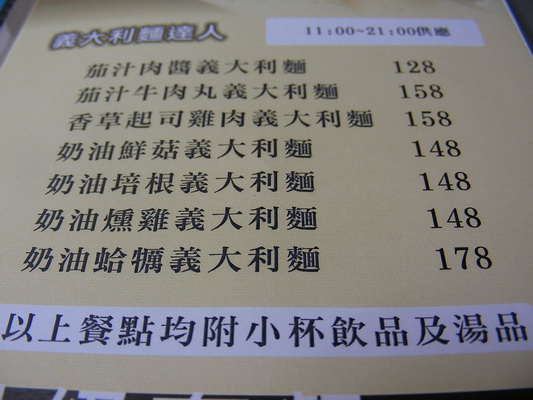 義大利麵達人
11:00~21:00供應
茄汁肉醬義大利麵 128
茄汁牛肉丸義大利麵 158
香草起司雞肉義大利麵 158
奶油鮮菇義大利麵 148
奶油培根義大利麵 148
奶油燻雞義大利麵 148
奶油蛤蠣義大利麵 178
以上餐點均附小杯飲品及湯品